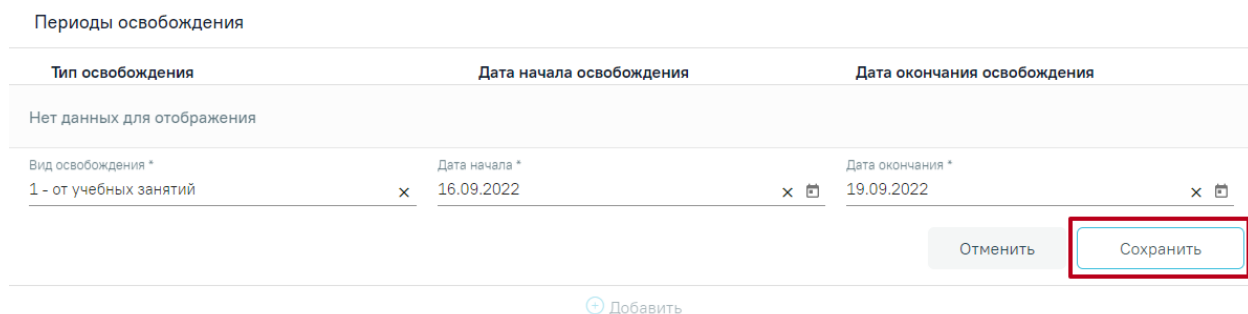 Периоды освобождения
Тип освобождения Дата начала освобождения Дата окончания освобождения
Нет данных для отображения
Вид освобождения * Дата начала * Дата окончания *
1 - от учебных занятий 16.09.2022 19.09.2022
Отменить Сохранить
Добавить